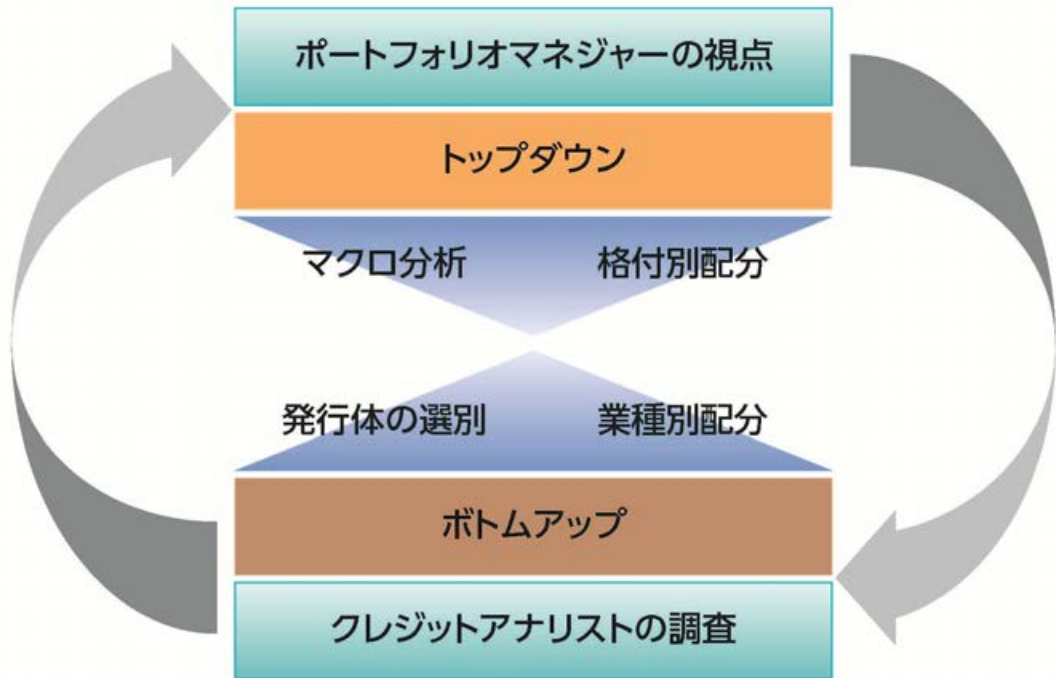 ポートフォリオマネジャーの視点
トップダウン
マクロ分析 格付別配分
発行体の選別 業種別配分
ボトムアップ
クレジットアナリストの調査